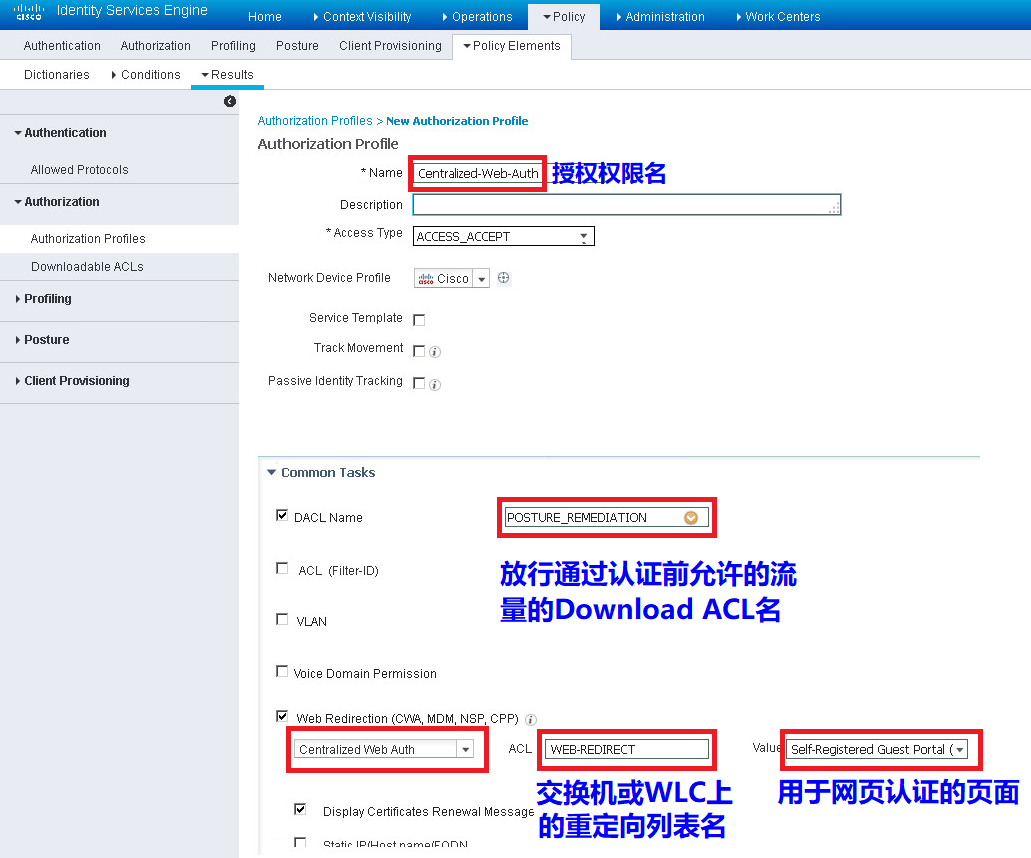 CISCO Identity Services Engine Home Context Visibility Operations Policy Administration Work Centers
Authentication Authorization Profiling Posture Client Provisioning Policy Elements
Dictionaries Conditions Results
Authentication
Allowed Protocols
Authorization
Authorization Profiles
Downloadable ACLs
Profiling
Posture
Client Provisioning
Authorization Profiles > New Authorization Profile
Authorization Profile
* Name Centralized-Web-Auth 授权权限名
Description
* Access Type ACCESS_ACCEPT
Network Device Profile CISCO Cisco
Service Template
Track Movement
Passive Identity Tracking
Common Tasks
DACL Name POSTURE_REMEDIATION
放行通过认证前允许的流
量的Download ACL名
ACL (Filter-ID)
VLAN
Voice Domain Permission
Web Redirection (CWA, MDM, NSP, CPP)
Centralized Web Auth ACL WEB-REDIRECT Value Self-Registered Guest Portal (
交换机或WLC上
的重定向列表名
用于网页认证的页面
Display Certificates Renewal Message
Static IP/Host name/FQDN